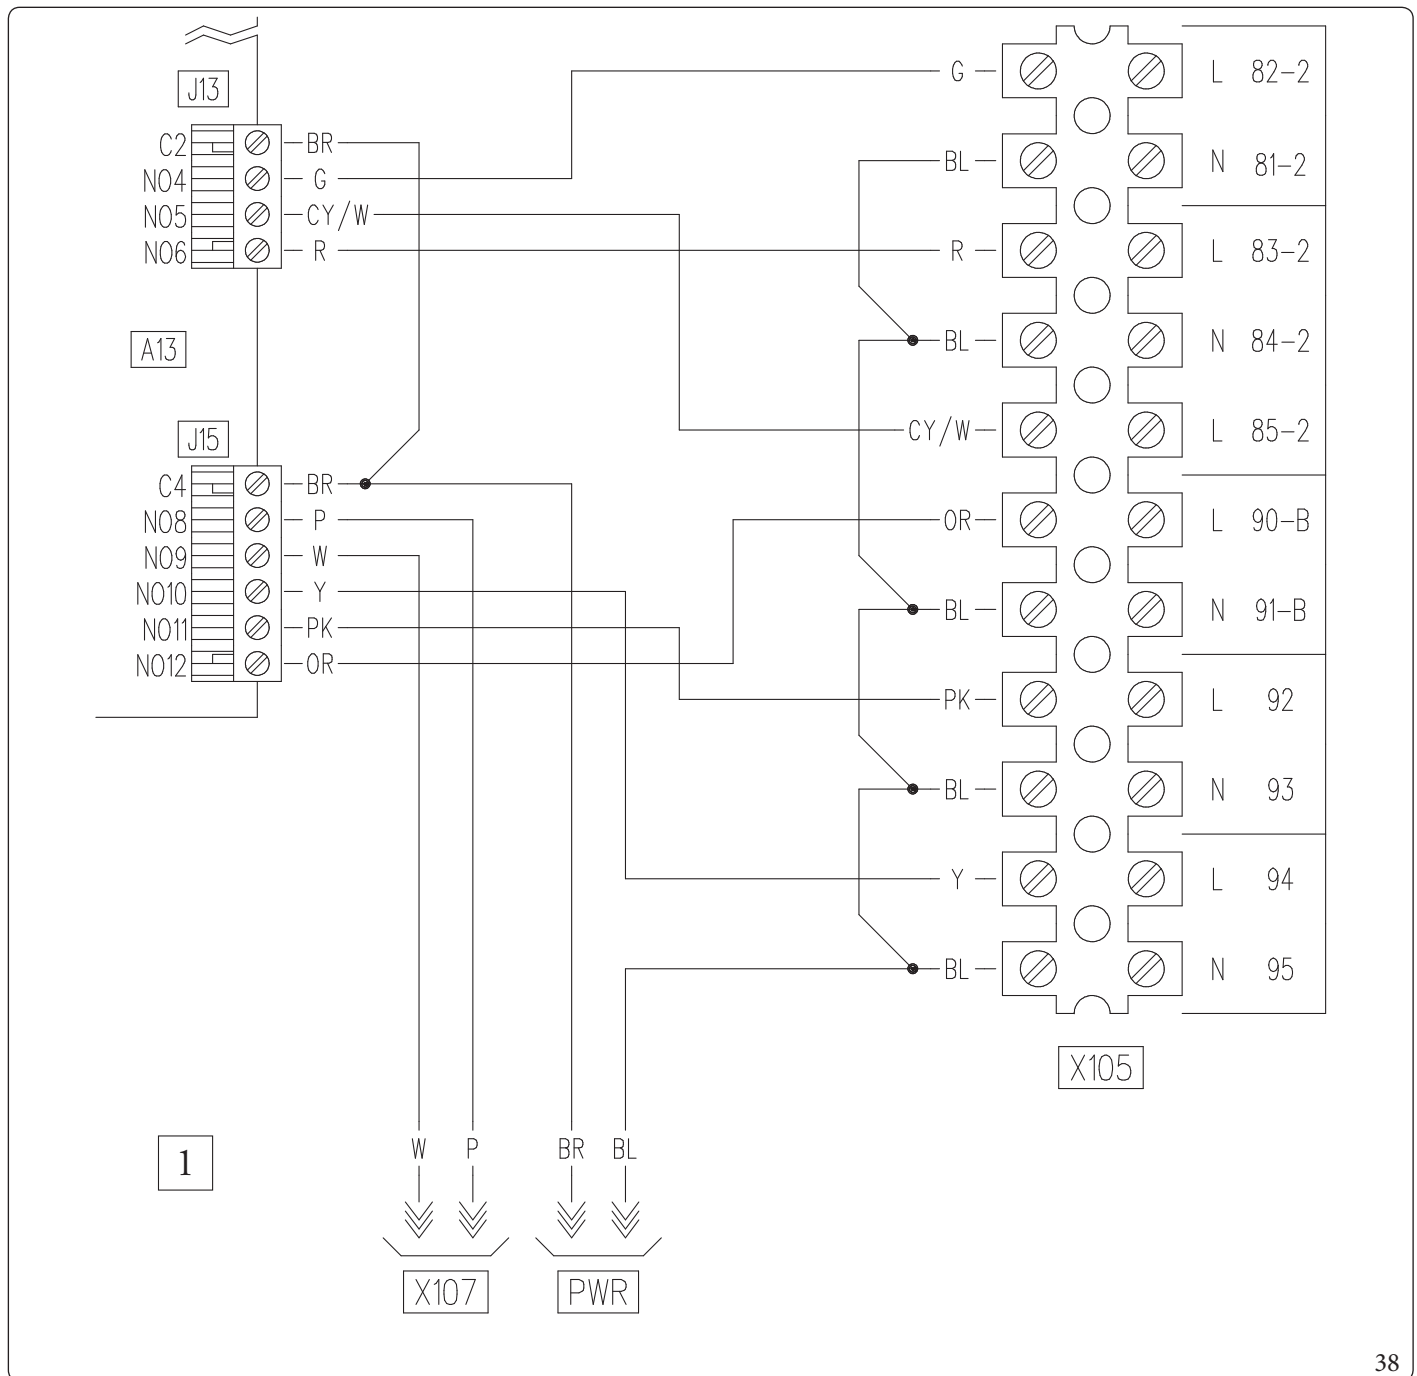 G L 82-2
J13
C2 BR
BL N 81-2
NO4 G
NO5 CY/W
NO6 R R L 83-2
A13
BL N 84-2
J15
CY/W L 85-2
C4 BR
NO8 P OR L 90-B
NO9 W
NO10 Y
BL N 91-B
NO11 PK
NO12 OR
PK L 92
BL N 93
Y L 94
BL N 95
X105
W P BR BL
1
X107 PWR
38